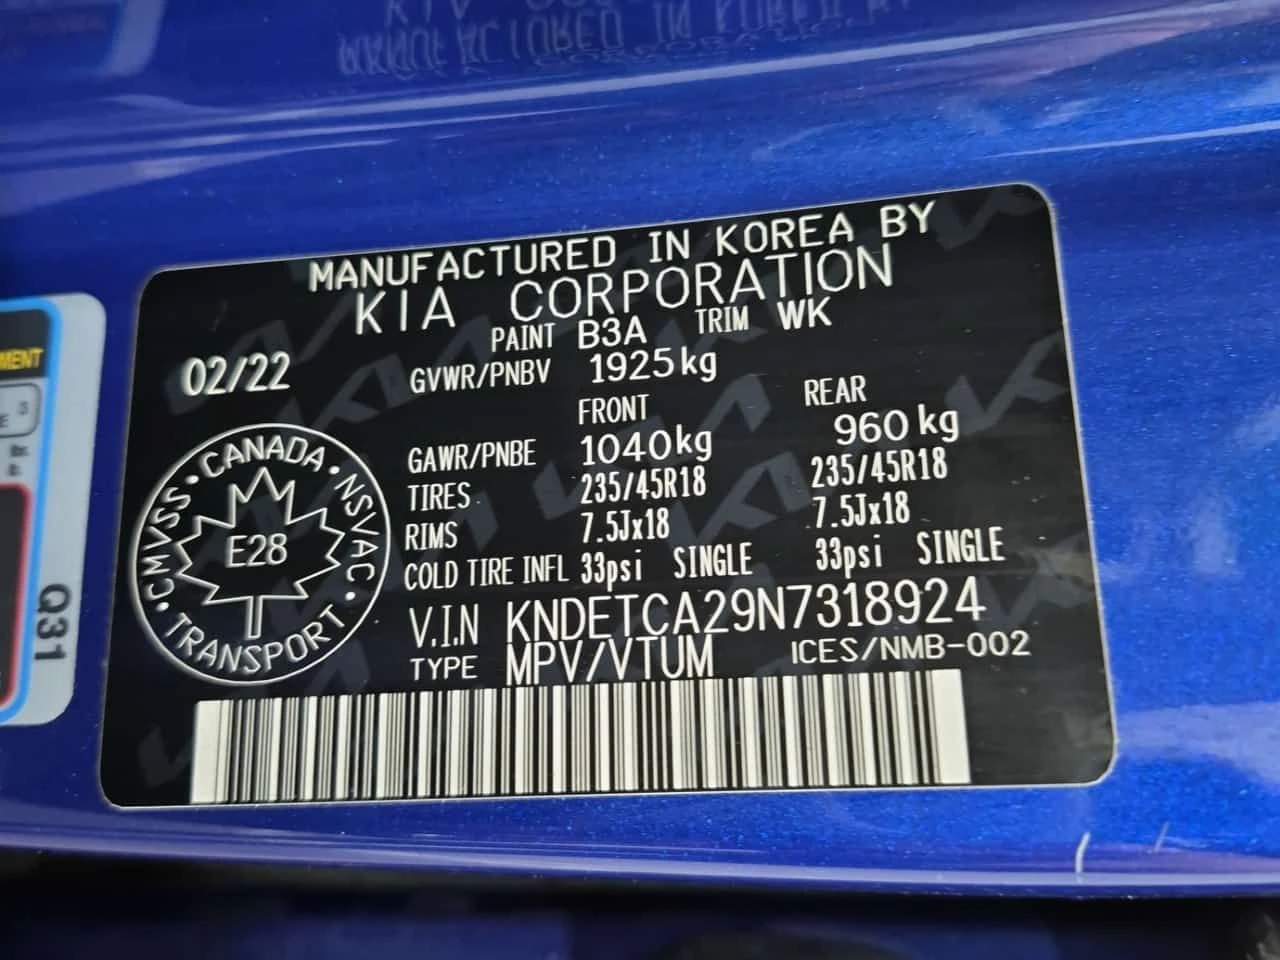 MANUFACTURED IN KOREA BY
KIA CORPORATION
PAINT B3A TRIM WK
02/22
GVWR/PNBV 1925kg
FRONT REAR
GAWR/PNBE 1040kg 960kg
TIRES 235/45R18 235/45R18
RIMS 7.5Jx18 7.5Jx18
COLD TIRE INFL 33psi SINGLE 33psi SINGLE
V.I.N KNDETCA29N7318924
TYPE MPV/VTUM ICES/NMB-002
CANADA • NSVAC • TRANSPORT • CMVSS •
E28
MENT
Q31